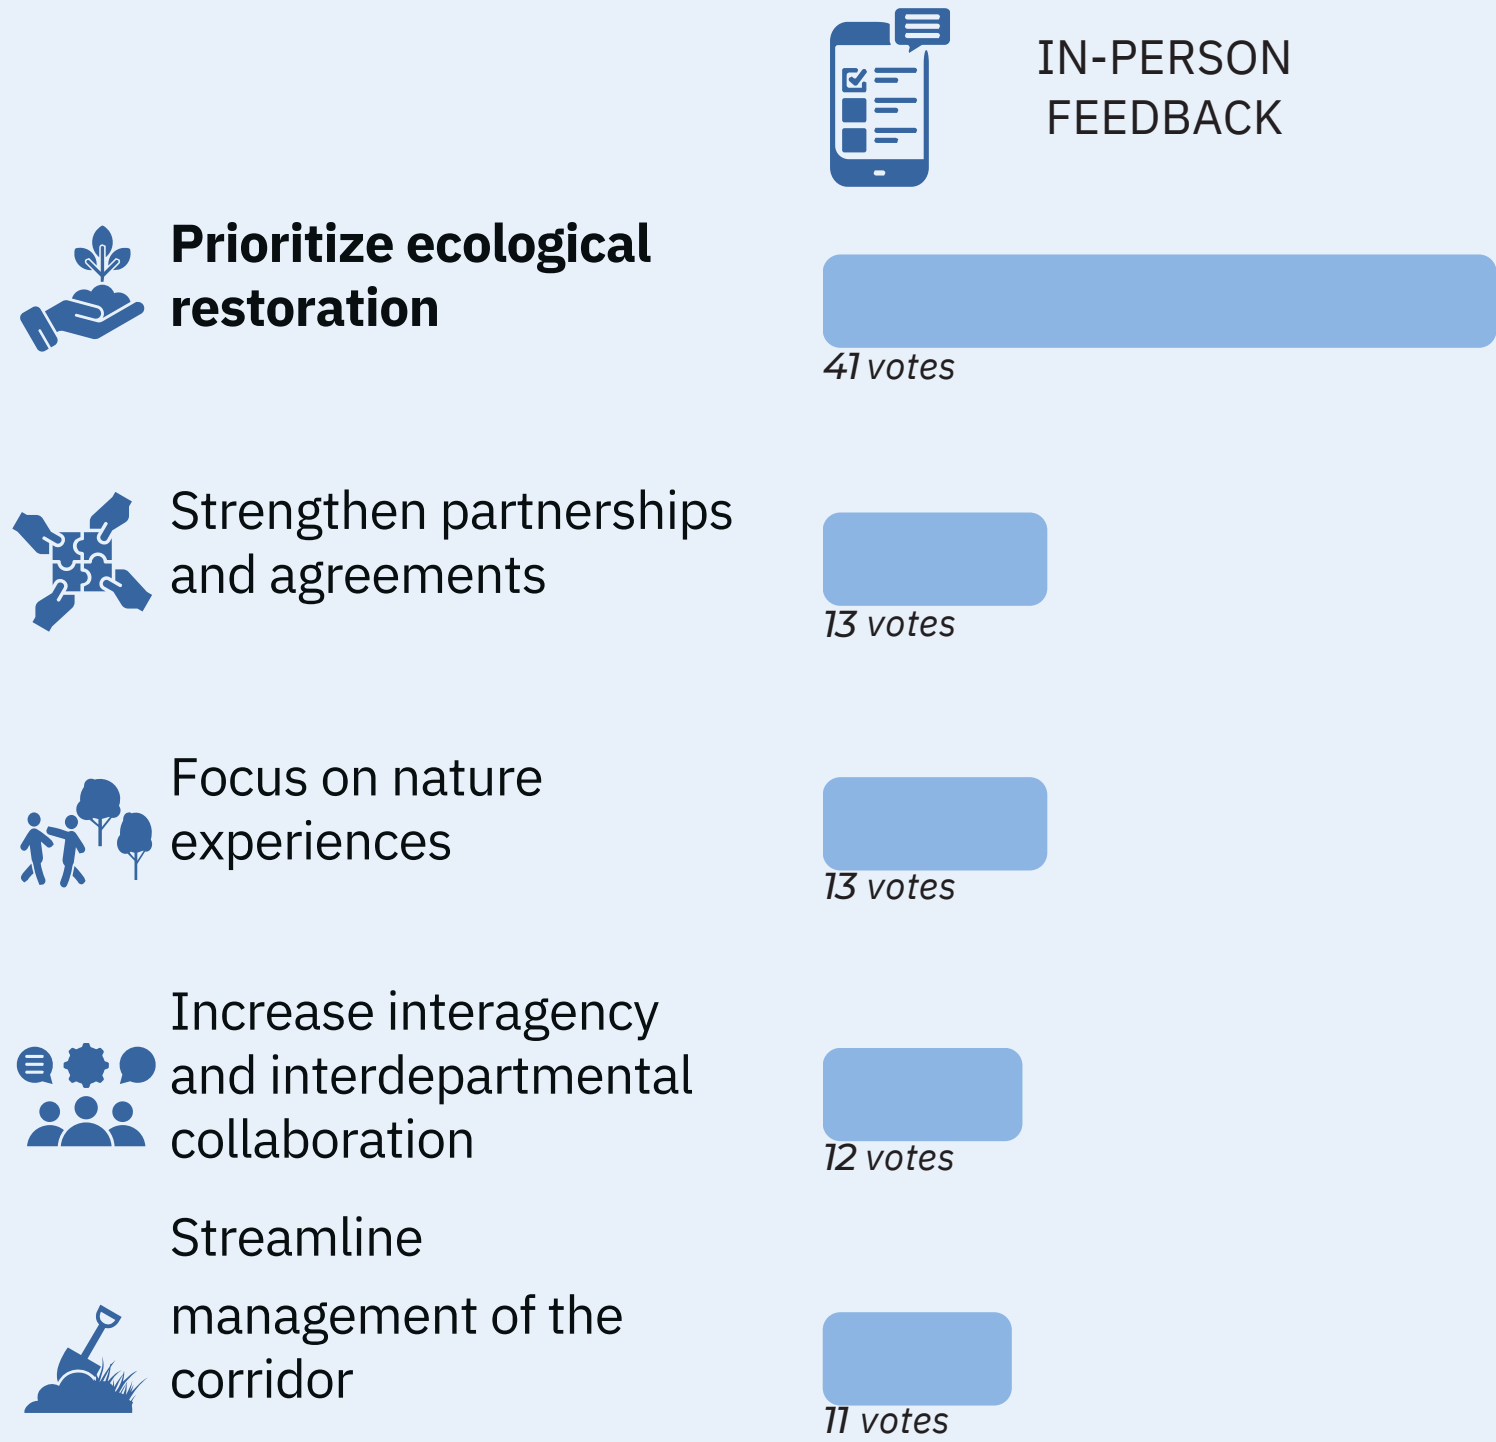 IN-PERSON
FEEDBACK
Prioritize ecological
restoration
41 votes
Strengthen partnerships
and agreements
13 votes
Focus on nature
experiences
13 votes
Increase interagency
and interdepartmental
collaboration
12 votes
Streamline
management of the
corridor
11 votes